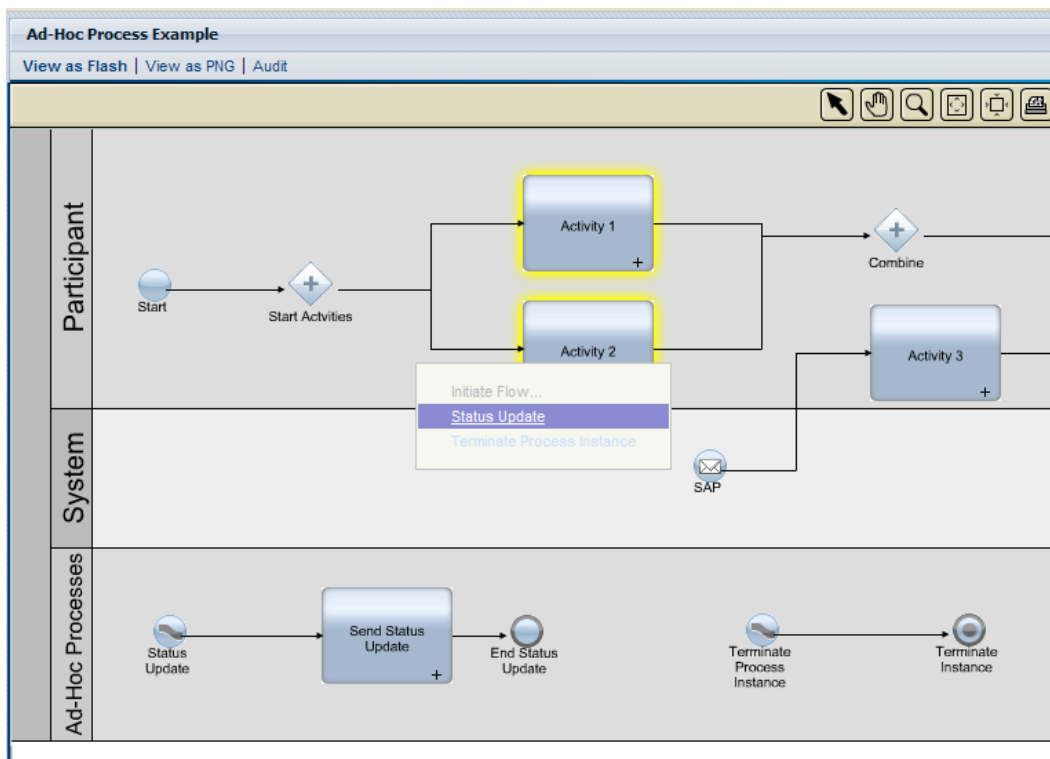 Ad-Hoc Process Example
View as Flash | View as PNG | Audit
Participant
Start
Start Actvities
Activity 1
+
Activity 2
Combine
Activity 3
+
Initiate Flow...
Status Update
Terminate Process Instance
System
SAP
Ad-Hoc Processes
Status
Update
Send Status
Update
+
End Status
Update
Terminate
Process
Instance
Terminate
Instance